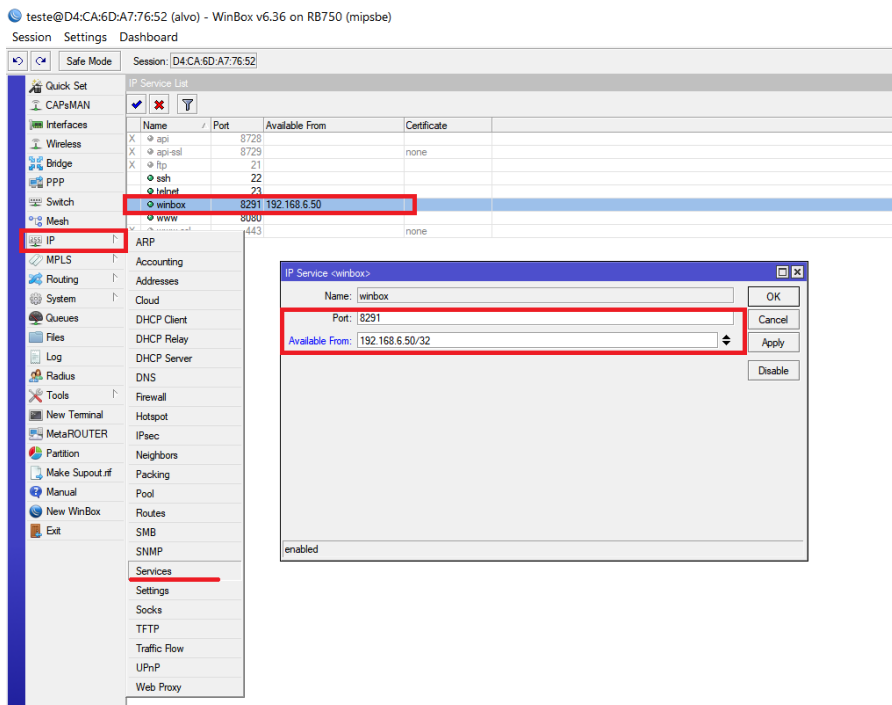 teste@D4:CA:6D:A7:76:52 (alvo) - WinBox v6.36 on RB750 (mipsbe)
Session Settings Dashboard
Safe Mode Session: D4:CA:6D:A7:76:52
Quick Set
CAPsMAN
Interfaces
Wireless
Bridge
PPP
Switch
Mesh
IP
MPLS
Routing
System
Queues
Files
Log
Radius
Tools
New Terminal
MetaROUTER
Partition
Make Supout.rif
Manual
New WinBox
Exit
IP Service List
Name Port Available From Certificate
X api 8728
X api-ssl 8729 none
X ftp 21
ssh 22
telnet 23
winbox 8291 192.168.6.50
www 8080
X www-ssl 443 none
ARP
Accounting
Addresses
Cloud
DHCP Client
DHCP Relay
DHCP Server
DNS
Firewall
Hotspot
IPsec
Neighbors
Packing
Pool
Routes
SMB
SNMP
Services
Settings
Socks
TFTP
Traffic Flow
UPnP
Web Proxy
IP Service <winbox>
Name: winbox
Port: 8291
Available From: 192.168.6.50/32
OK
Cancel
Apply
Disable
enabled